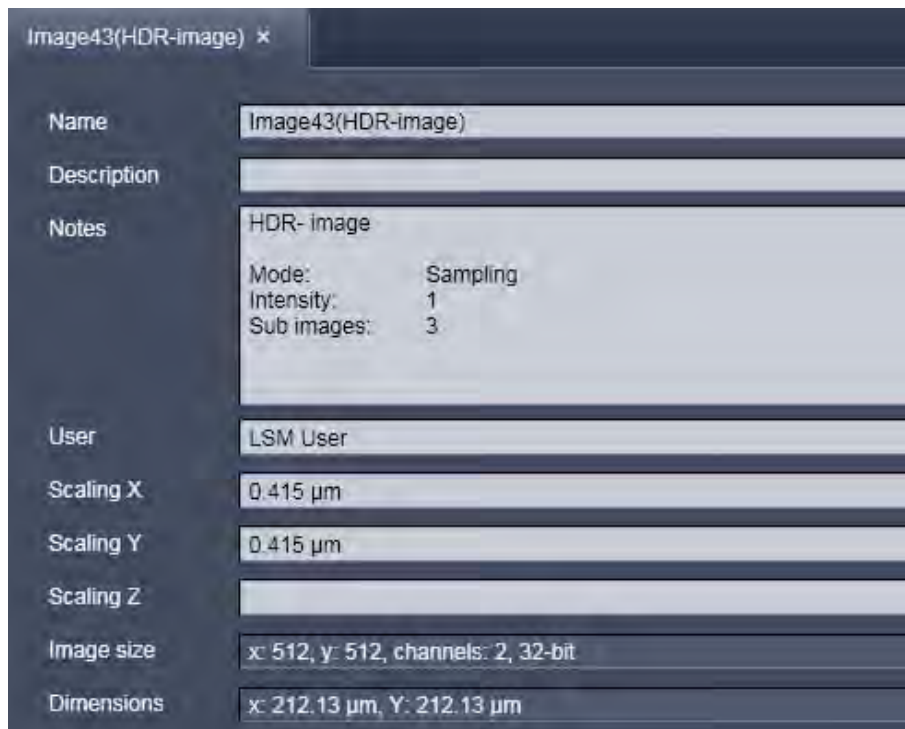 Image43(HDR-image) ×
Name Image43(HDR-image)
Description
Notes HDR- image
Mode: Sampling
Intensity: 1
Sub images: 3
User LSM User
Scaling X 0.415 µm
Scaling Y 0.415 µm
Scaling Z
Image size x: 512, y: 512, channels: 2, 32-bit
Dimensions x: 212.13 µm, Y: 212.13 µm